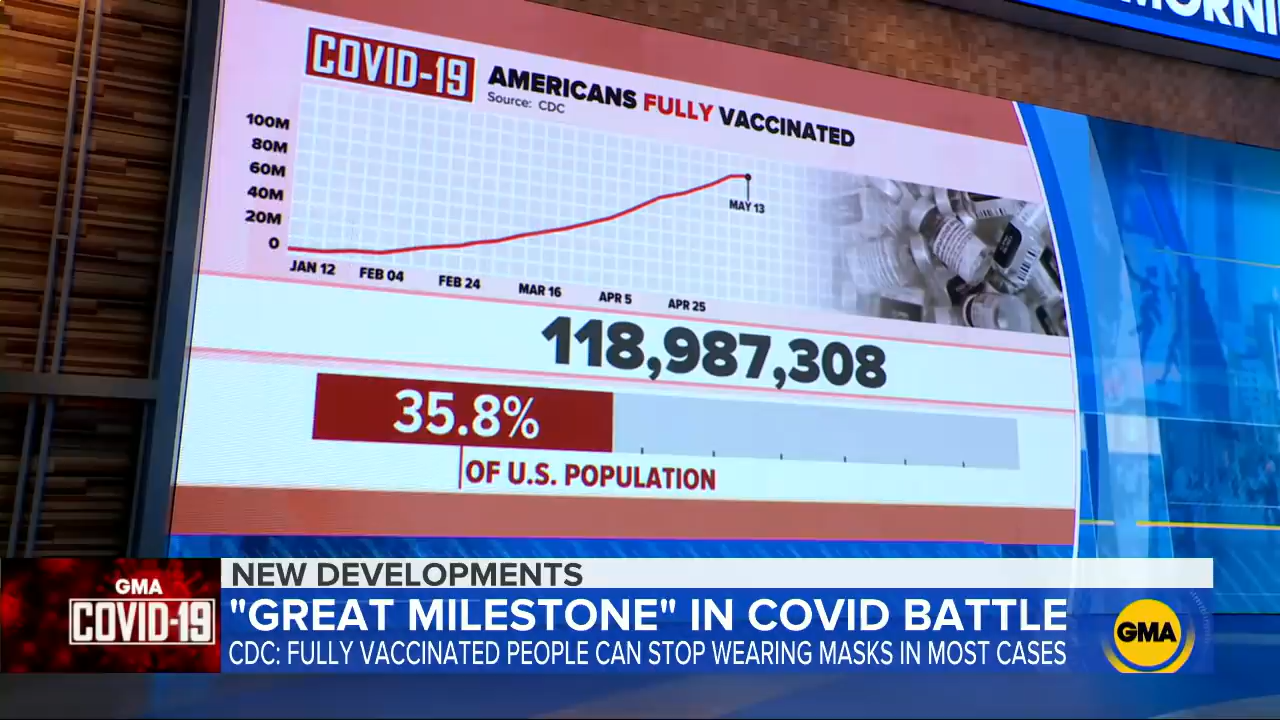 MORNI
COVID-19
AMERICANS FULLY VACCINATED
Source: CDC
100M
80M
60M
40M
20M
0
MAY 13
JAN 12
FEB 04
FEB 24
MAR 16
APR 5
APR 25
118,987,308
35.8%
OF U.S. POPULATION
NEW DEVELOPMENTS
GMA
COVID-19
"GREAT MILESTONE" IN COVID BATTLE
CDC: FULLY VACCINATED PEOPLE CAN STOP WEARING MASKS IN MOST CASES
GMA